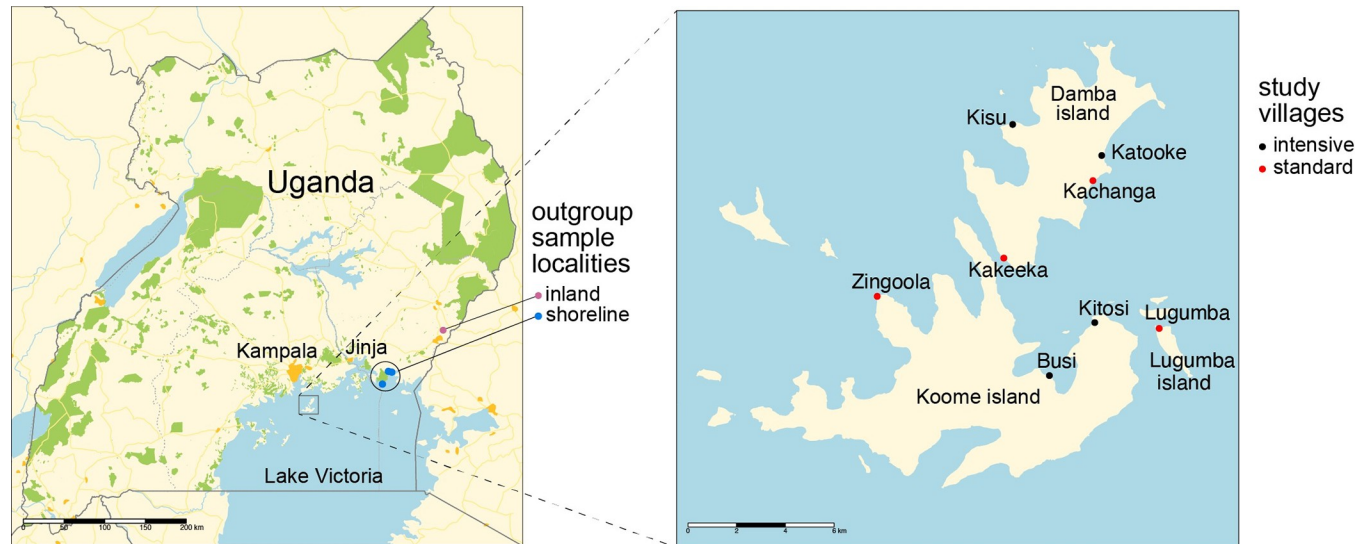 Uganda
outgroup
sample
localities
inland
shoreline
Kampala
Jinja
Lake Victoria
0 50 100 150 200 km
Damba
island
Kisu
Katooke
Kachanga
Kakeeka
Zingoola
Kitosi
Lugumba
Busi
Lugumba
island
Koome island
0 2 4 6 km
study
villages
intensive
standard